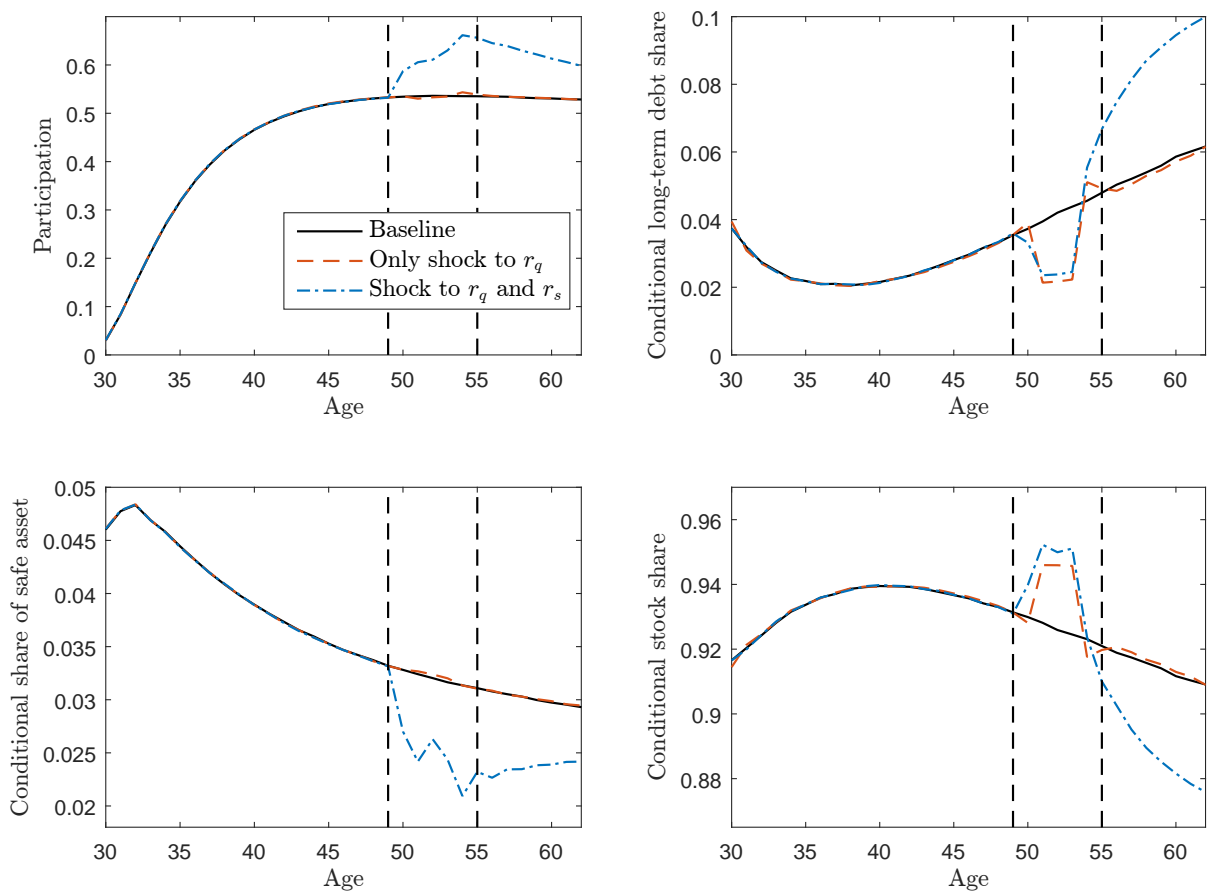 Participation
0.6
0.5
0.4
0.3
0.2
0.1
0
30 35 40 45 50 55 60
Age
Baseline
Only shock to r_q
Shock to r_q and r_s
Conditional long-term debt share
0.1
0.08
0.06
0.04
0.02
0
30 35 40 45 50 55 60
Age
Conditional share of safe asset
0.05
0.045
0.04
0.035
0.03
0.025
0.02
30 35 40 45 50 55 60
Age
Conditional stock share
0.96
0.94
0.92
0.9
0.88
30 35 40 45 50 55 60
Age